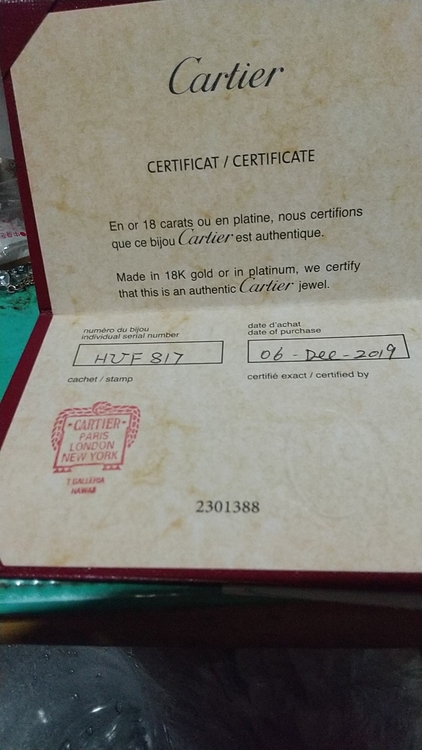 Cartier
CERTIFICAT / CERTIFICATE
En or 18 carats ou en platine, nous certifions
que ce bijou Cartier est authentique.
Made in 18K gold or in platinum, we certify
that this is an authentic Cartier jewel.
numéro du bijou
individual serial number
HUF 817
date d'achat
date of purchase
06 - Dec - 2019
cachet / stamp
certifié exact / certified by
CARTIER
PARIS
LONDON
NEW YORK
T GALLERIA
HAWAII
2301388